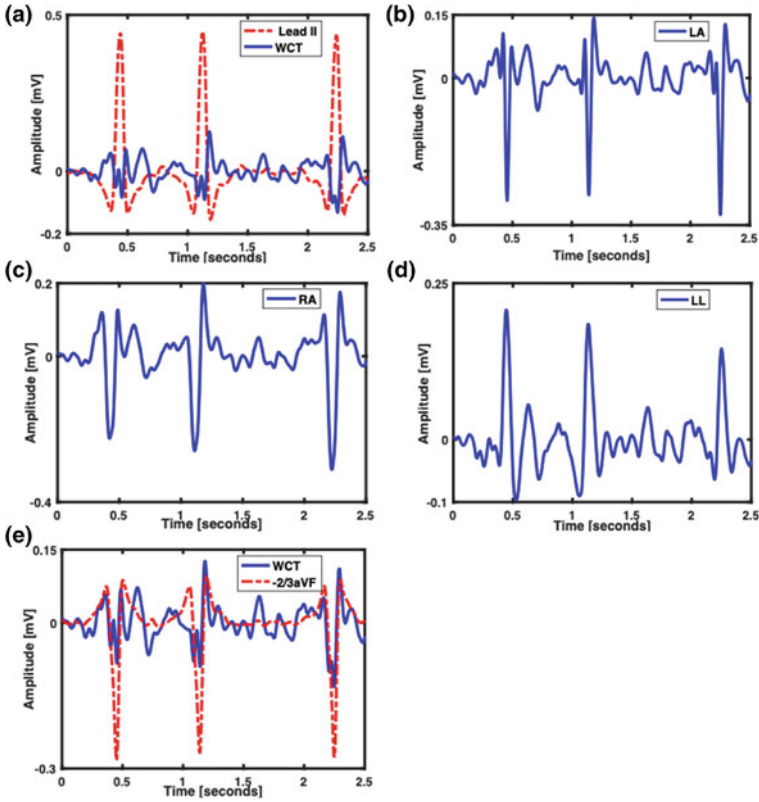 (a)
0.5
0
-0.2
Amplitude [mV]
Lead II
WCT
0 0.5 1 1.5 2 2.5
Time [seconds]
(b)
0.15
0
-0.35
Amplitude [mV]
LA
0 0.5 1 1.5 2 2.5
Time [seconds]
(c)
0.2
0
-0.4
Amplitude [mV]
RA
0 0.5 1 1.5 2 2.5
Time [seconds]
(d)
0.25
0
-0.1
Amplitude [mV]
LL
0 0.5 1 1.5 2 2.5
Time [seconds]
(e)
0.15
0
-0.3
Amplitude [mV]
WCT
-2/3aVF
0 0.5 1 1.5 2 2.5
Time [seconds]